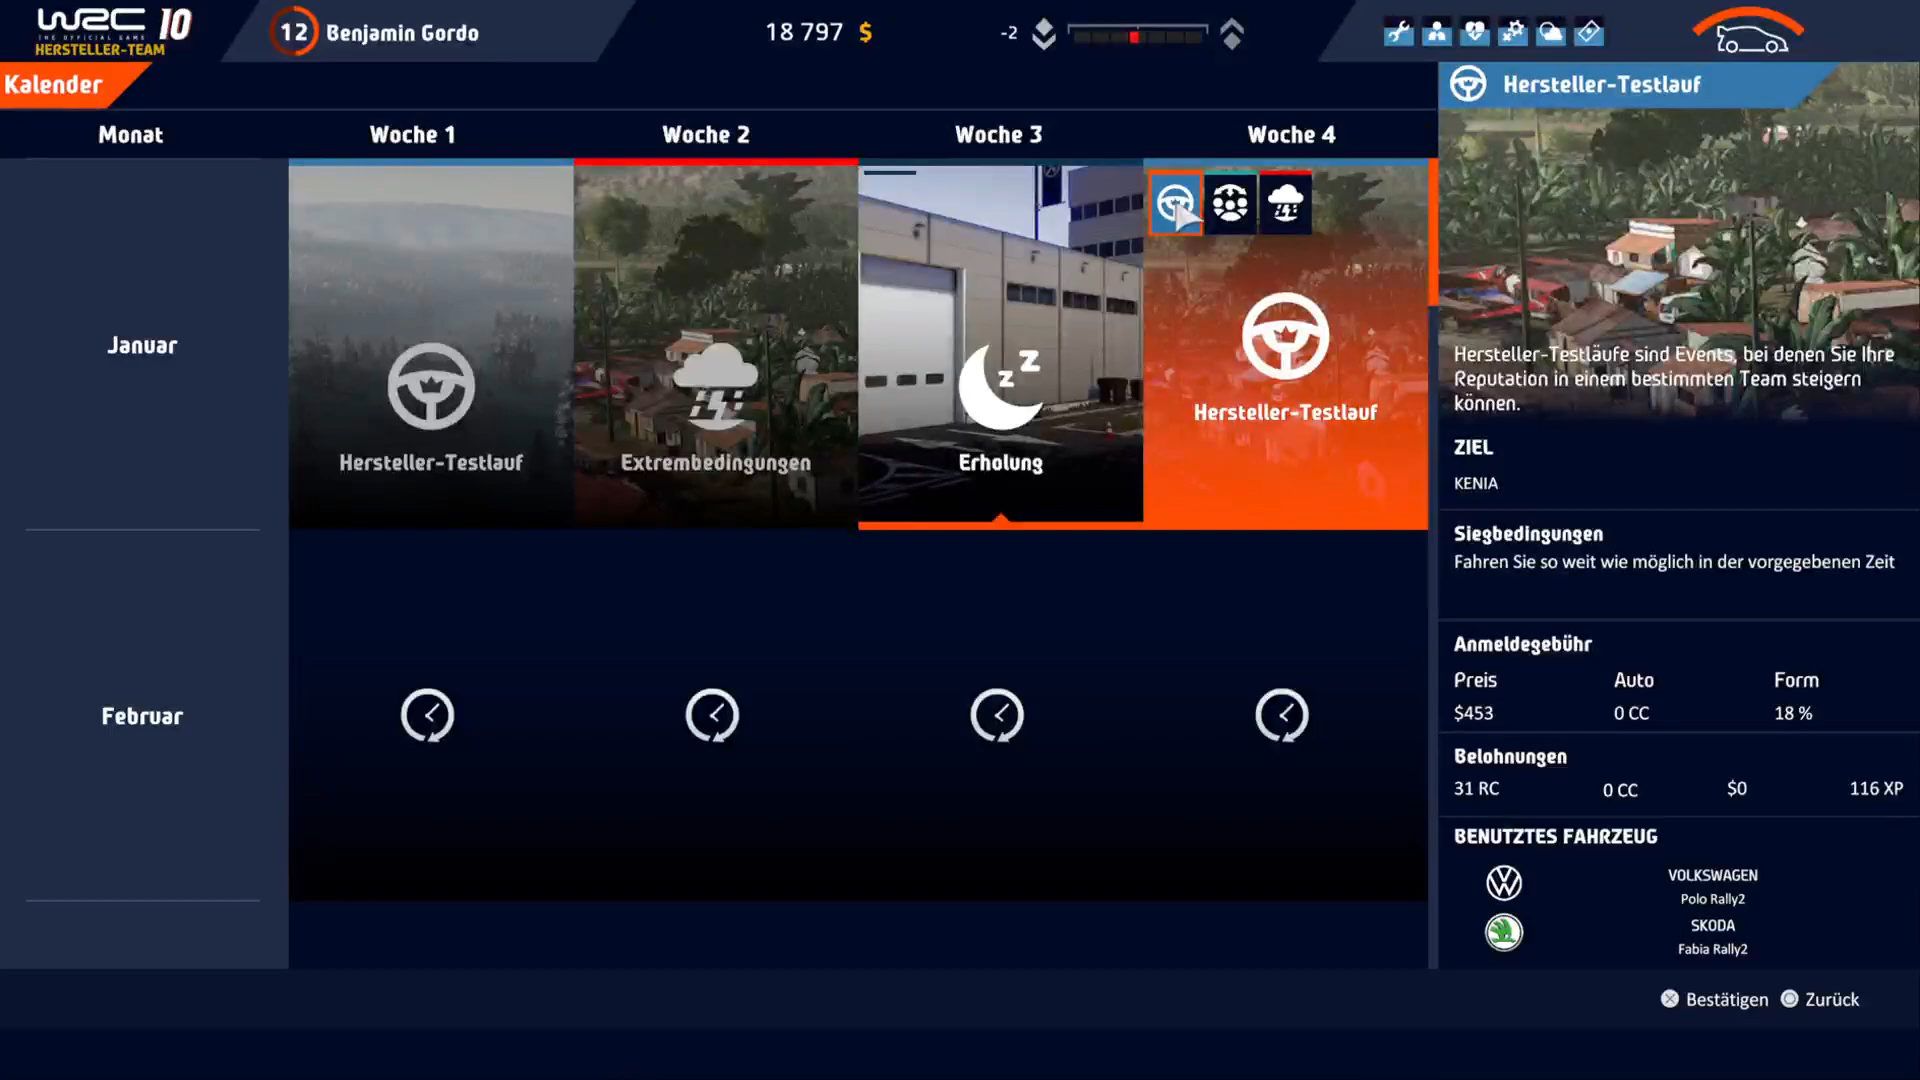 WRC 10
THE OFFICIAL GAME
HERSTELLER-TEAM
12 Benjamin Gordo
18 797 $
-2
Kalender
Monat
Woche 1
Woche 2
Woche 3
Woche 4
Januar
Hersteller-Testlauf
Extrembedingungen
z z
Erholung
Hersteller-Testlauf
Februar
Hersteller-Testlauf
Hersteller-Testläufe sind Events, bei denen Sie Ihre
Reputation in einem bestimmten Team steigern
können.
ZIEL
KENIA
Siegbedingungen
Fahren Sie so weit wie möglich in der vorgegebenen Zeit
Anmeldegebühr
Preis Auto Form
$453 0 CC 18 %
Belohnungen
31 RC 0 CC $0 116 XP
BENUTZTES FAHRZEUG
VOLKSWAGEN
Polo Rally2
SKODA
Fabia Rally2
Bestätigen Zurück